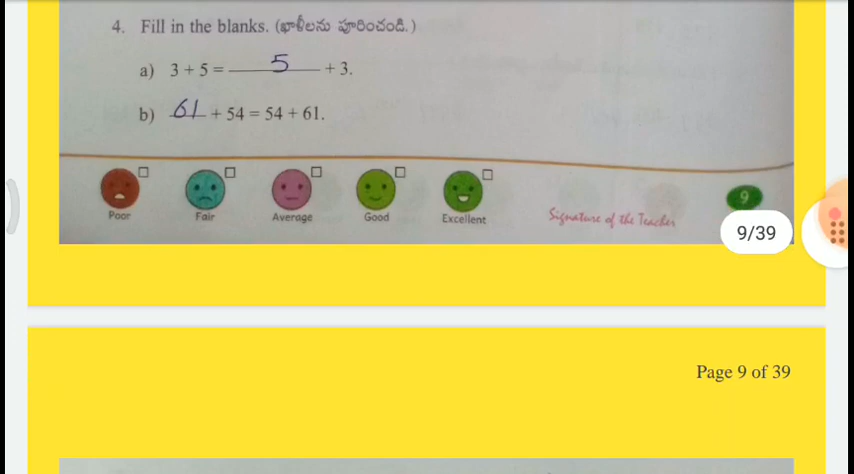 4. Fill in the blanks. (ఖాళీలను పూరించండి.)
a) 3 + 5 = 5 + 3.
b) 61 + 54 = 54 + 61.
Poor Fair Average Good Excellent Signature of the Teacher 9
9/39
Page 9 of 39